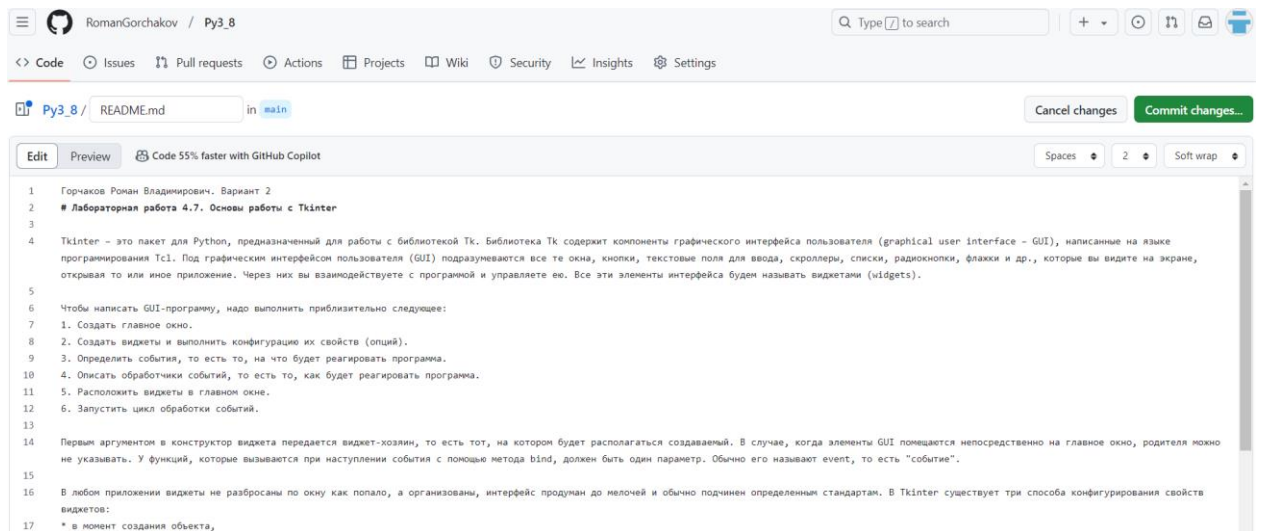 RomanGorchakov / Py3_8
Type / to search
Code
Issues
Pull requests
Actions
Projects
Wiki
Security
Insights
Settings
Py3_8 / README.md in main
Cancel changes
Commit changes...
Edit
Preview
Code 55% faster with GitHub Copilot
Spaces
2
Soft wrap
1 Горчаков Роман Владимирович. Вариант 2
2 # Лабораторная работа 4.7. Основы работы с Tkinter
3
4 Tkinter – это пакет для Python, предназначенный для работы с библиотекой Tk. Библиотека Tk содержит компоненты графического интерфейса пользователя (graphical user interface – GUI), написанные на языке
программирования Tcl. Под графическим интерфейсом пользователя (GUI) подразумеваются все те окна, кнопки, текстовые поля для ввода, скроллеры, списки, радиокнопки, флажки и др., которые вы видите на экране,
открывая то или иное приложение. Через них вы взаимодействуете с программой и управляете ею. Все эти элементы интерфейса будем называть виджетами (widgets).
5
6 Чтобы написать GUI-программу, надо выполнить приблизительно следующее:
7 1. Создать главное окно.
8 2. Создать виджеты и выполнить конфигурацию их свойств (опций).
9 3. Определить события, то есть то, на что будет реагировать программа.
10 4. Описать обработчики событий, то есть то, как будет реагировать программа.
11 5. Расположить виджеты в главном окне.
12 6. Запустить цикл обработки событий.
13
14 Первым аргументом в конструктор виджета передается виджет-хозяин, то есть тот, на котором будет располагаться создаваемый. В случае, когда элементы GUI помещаются непосредственно на главное окно, родителя можно
не указывать. У функций, которые вызываются при наступлении события с помощью метода bind, должен быть один параметр. Обычно его называют event, то есть "событие".
15
16 В любом приложении виджеты не разбросаны по окну как попало, а организованы, интерфейс продуман до мелочей и обычно подчинен определенным стандартам. В Tkinter существует три способа конфигурирования свойств
виджетов:
17 * в момент создания объекта,